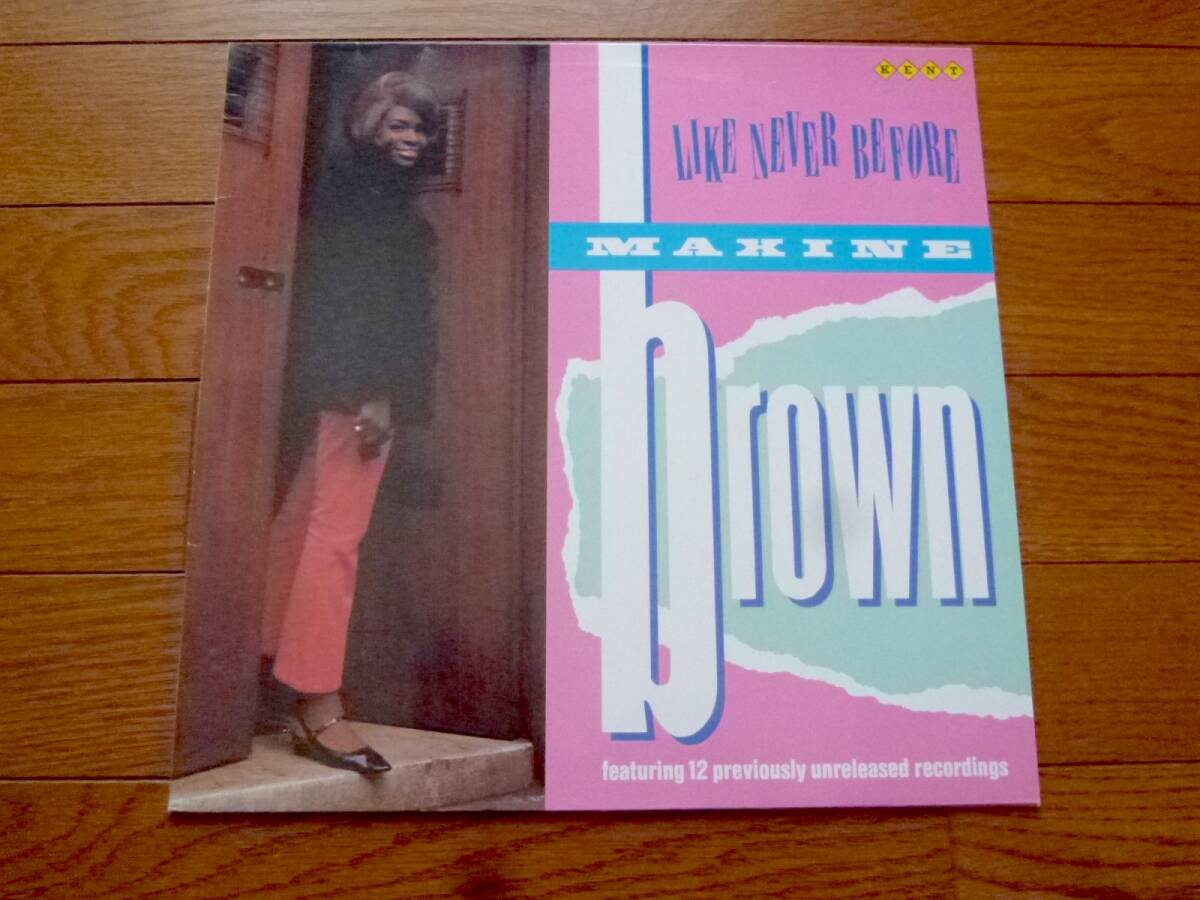 KENT
LIKE NEVER BEFORE
MAXINE
brown
featuring 12 previously unreleased recordings